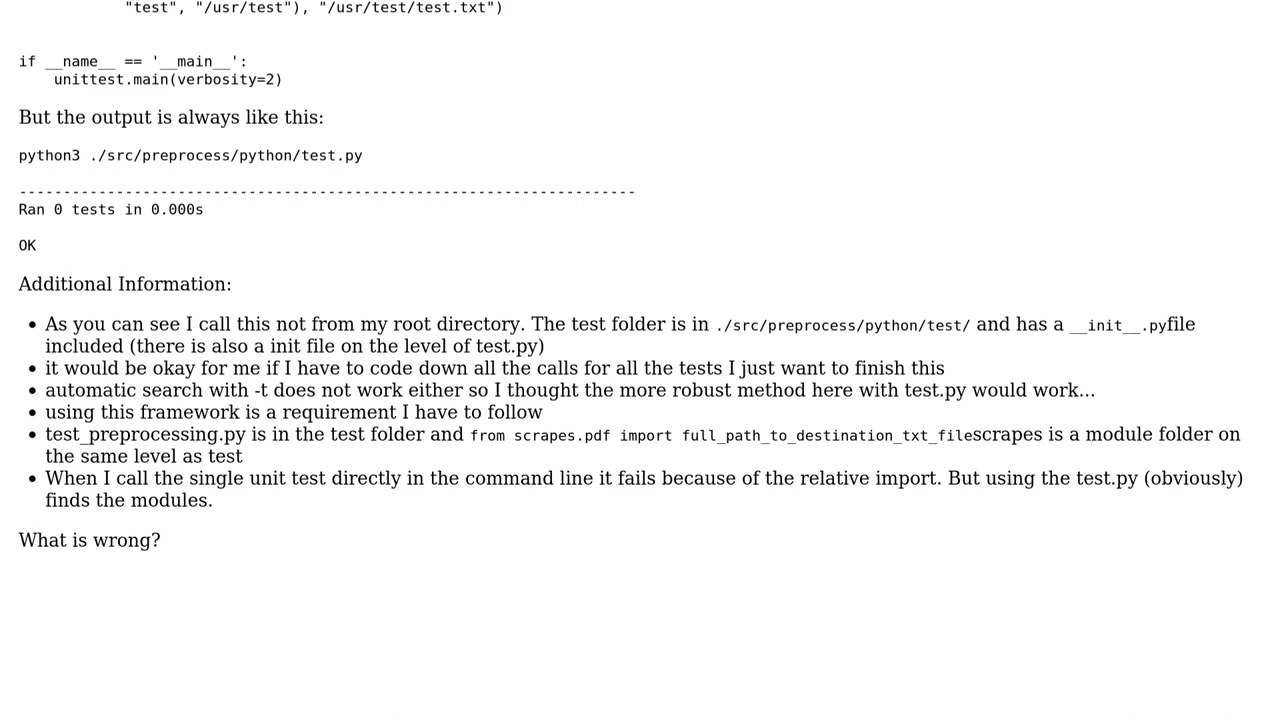 "test", "/usr/test"), "/usr/test/test.txt")
if __name__ == '__main__':
unittest.main(verbosity=2)
But the output is always like this:
python3 ./src/preprocess/python/test.py
----------------------------------------------------------------------
Ran 0 tests in 0.000s
OK
Additional Information:
• As you can see I call this not from my root directory. The test folder is in ./src/preprocess/python/test/ and has a __init__.pyfile
included (there is also a init file on the level of test.py)
• it would be okay for me if I have to code down all the calls for all the tests I just want to finish this
• automatic search with -t does not work either so I thought the more robust method here with test.py would work...
• using this framework is a requirement I have to follow
• test_preprocessing.py is in the test folder and from scrapes.pdf import full_path_to_destination_txt_filescrapes is a module folder on
the same level as test
• When I call the single unit test directly in the command line it fails because of the relative import. But using the test.py (obviously)
finds the modules.
What is wrong?